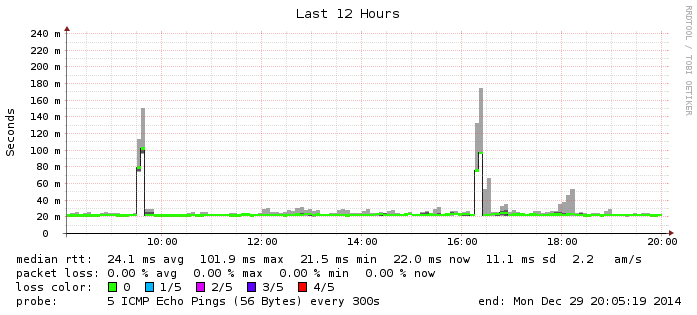 Last 12 Hours
RRDTOOL / TOBI OETIKER
Seconds
240 m
220 m
200 m
180 m
160 m
140 m
120 m
100 m
80 m
60 m
40 m
20 m
0
10:00 12:00 14:00 16:00 18:00 20:00
median rtt: 24.1 ms avg 101.9 ms max 21.5 ms min 22.0 ms now 11.1 ms sd 2.2 am/s
packet loss: 0.00 % avg 0.00 % max 0.00 % min 0.00 % now
loss color: 0 1/5 2/5 3/5 4/5
probe: 5 ICMP Echo Pings (56 Bytes) every 300s end: Mon Dec 29 20:05:19 2014